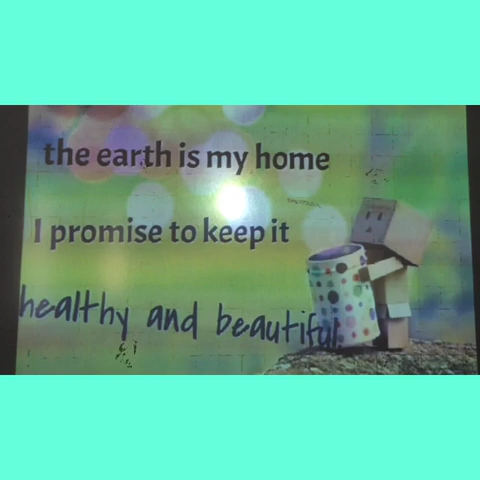 the earth is my home
I promise to keep it
healthy and beautiful.